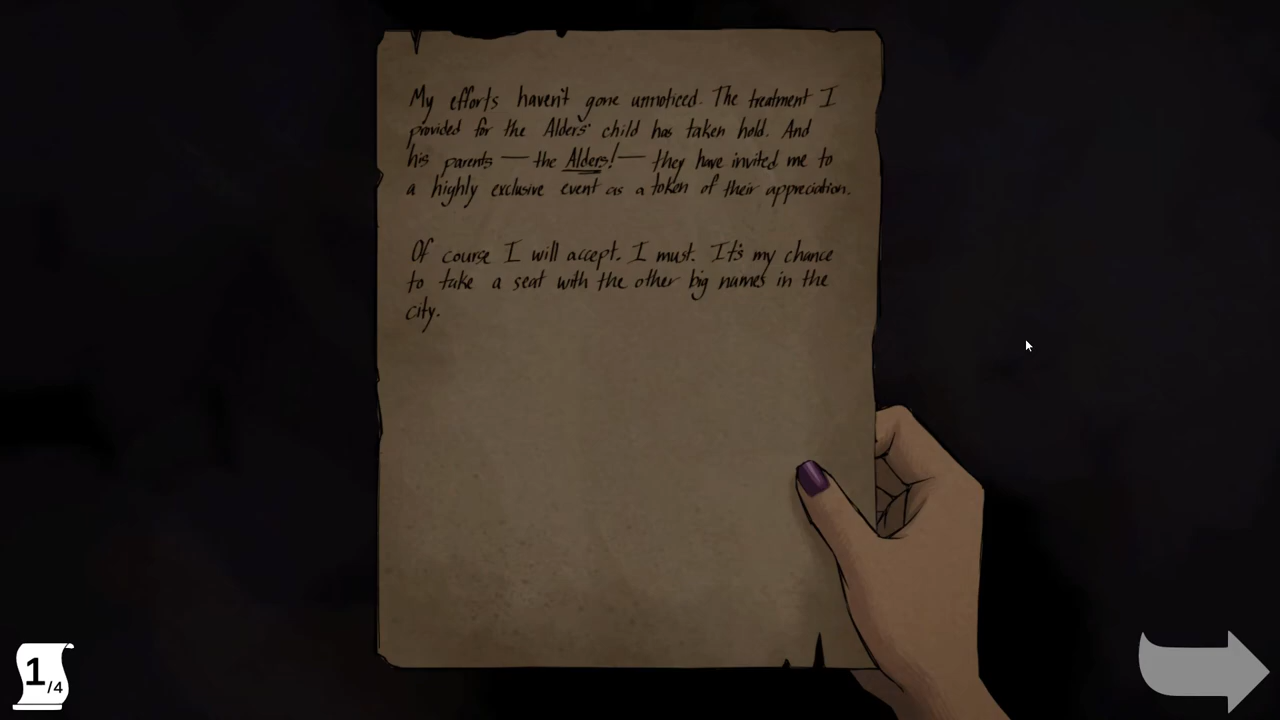 My efforts haven't gone unnoticed. The treatment I
provided for the Alders' child has taken hold. And
his parents — the Alders! — they have invited me to
a highly exclusive event as a token of their appreciation.
Of course I will accept. I must. It's my chance
to take a seat with the other big names in the
city.
1/4